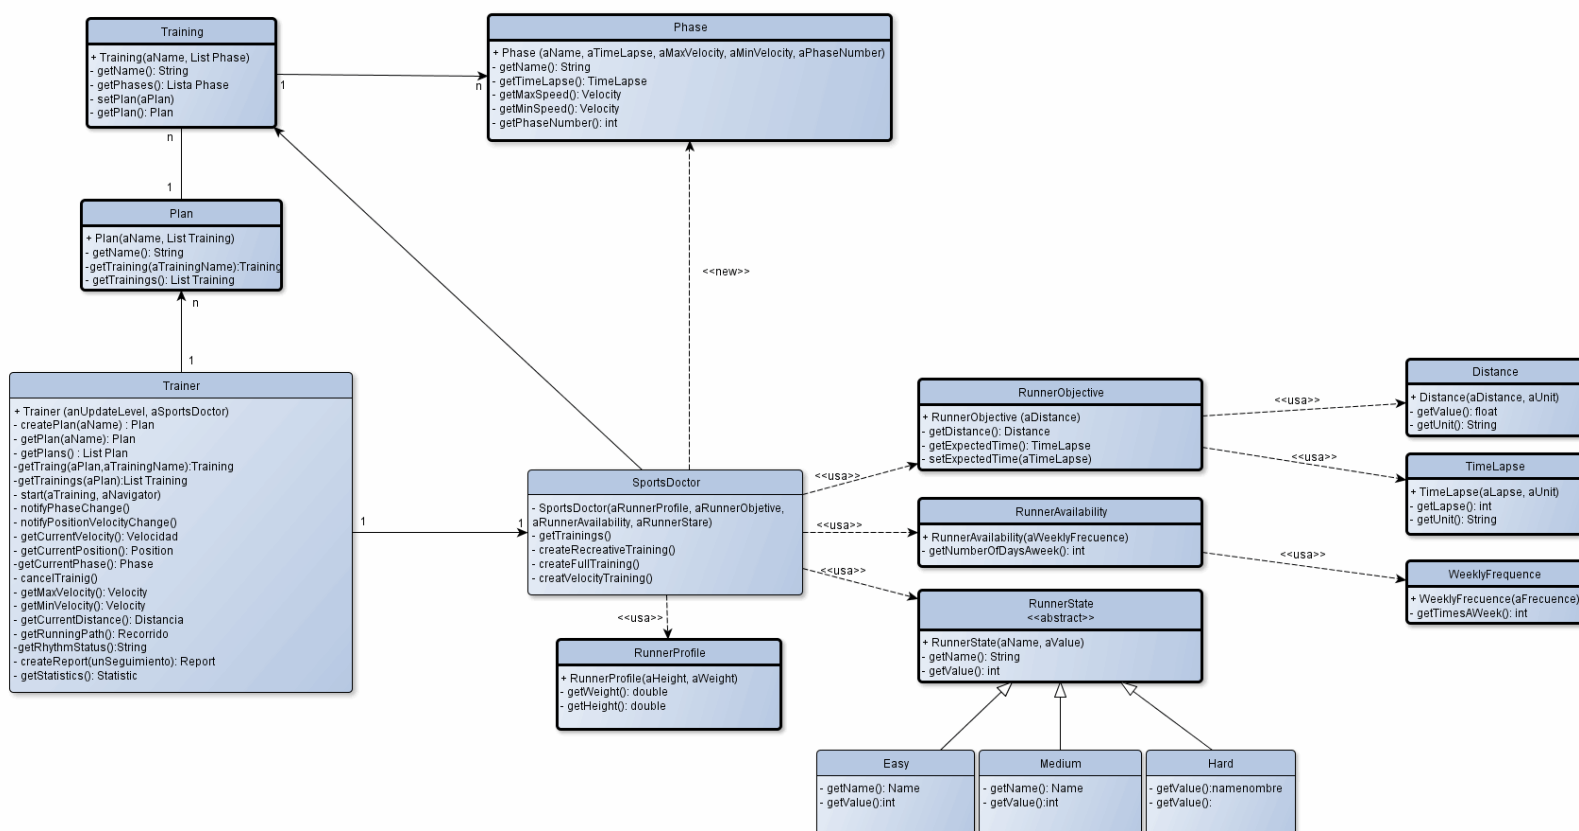 Training
+ Training(aName, List Phase)
- getName(): String
- getPhases(): Lista Phase
- setPlan(aPlan)
- getPlan(): Plan
1
n
Phase
+ Phase (aName, aTimeLapse, aMaxVelocity, aMinVelocity, aPhaseNumber)
- getName(): String
- getTimeLapse(): TimeLapse
- getMaxSpeed(): Velocity
- getMinSpeed(): Velocity
- getPhaseNumber(): int
n
1
Plan
+ Plan(aName, List Training)
- getName(): String
-getTraining(aTrainingName):Training
- getTrainings(): List Training
n
1
<<new>>
Trainer
+ Trainer (anUpdateLevel, aSportsDoctor)
- createPlan(aName) : Plan
- getPlan(aName): Plan
- getPlans() : List Plan
-getTraing(aPlan,aTrainingName):Training
-getTrainings(aPlan):List Training
- start(aTraining, aNavigator)
- notifyPhaseChange()
- notifyPositionVelocityChange()
- getCurrentVelocity(): Velocidad
- getCurrentPosition(): Position
-getCurrentPhase(): Phase
- cancelTrainig()
- getMaxVelocity(): Velocity
- getMinVelocity(): Velocity
- getCurrentDistance(): Distancia
- getRunningPath(): Recorrido
-getRhythmStatus():String
- createReport(unSeguimiento): Report
- getStatistics(): Statistic
1
1
SportsDoctor
- SportsDoctor(aRunnerProfile, aRunnerObjetive,
aRunnerAvailability, aRunnerStare)
- getTrainings()
- createRecreativeTraining()
- createFullTraining()
- creatVelocityTraining()
<<usa>>
<<usa>>
<<usa>>
<<usa>>
RunnerProfile
+ RunnerProfile(aHeight, aWeight)
- getWeight(): double
- getHeight(): double
RunnerObjective
+ RunnerObjective (aDistance)
- getDistance(): Distance
- getExpectedTime(): TimeLapse
- setExpectedTime(aTimeLapse)
<<usa>>
<<usa>>
Distance
+ Distance(aDistance, aUnit)
- getValue(): float
- getUnit(): String
TimeLapse
+ TimeLapse(aLapse, aUnit)
- getLapse(): int
- getUnit(): String
RunnerAvailability
+ RunnerAvailability(aWeeklyFrecuence)
- getNumberOfDaysAweek(): int
<<usa>>
WeeklyFrequence
+ WeeklyFrecuence(aFrecuence)
- getTimesAWeek(): int
RunnerState
<<abstract>>
+ RunnerState(aName, aValue)
- getName(): String
- getValue(): int
Easy
- getName(): Name
- getValue():int
Medium
- getName(): Name
- getValue():int
Hard
- getValue():namenombre
- getValue():